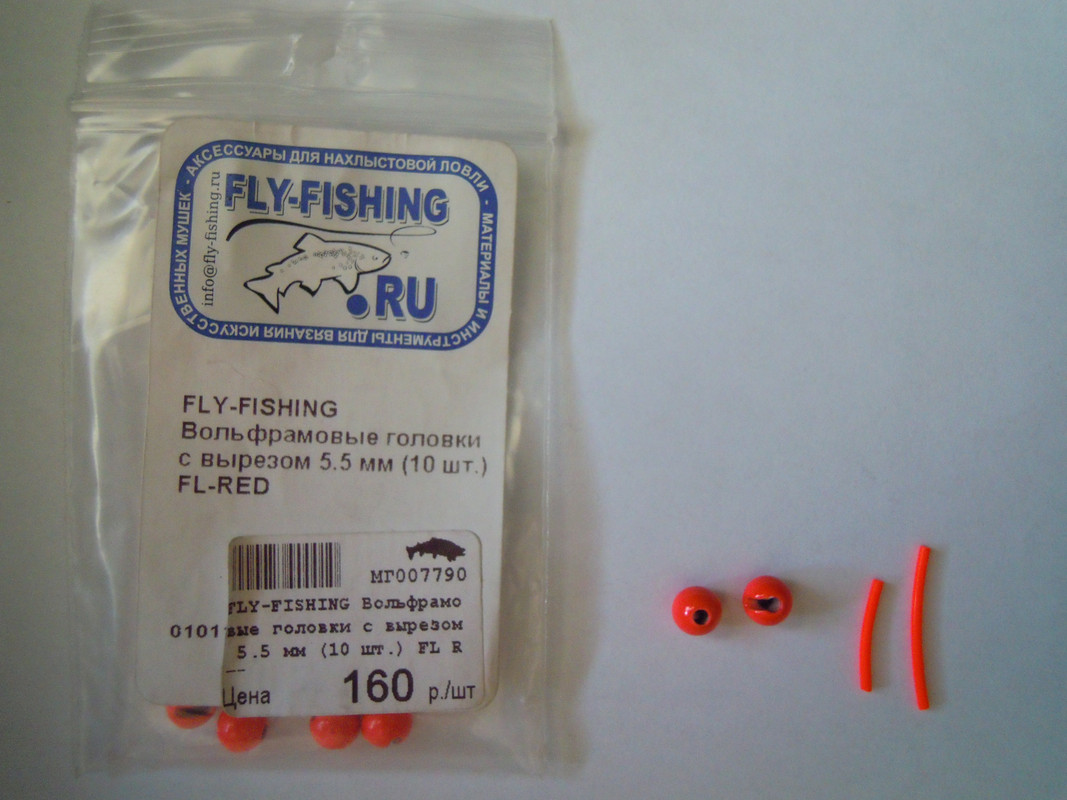 АКСЕССУАРЫ ДЛЯ НАХЛЫСТОВОЙ ЛОВЛИ · МАТЕРИАЛЫ И ИНСТРУМЕНТЫ ДЛЯ ВЯЗАНИЯ ИСКУССТВЕННЫХ МУШЕК ·
info@fly-fishing.ru
FLY-FISHING
.RU
FLY-FISHING
Вольфрамовые головки
с вырезом 5.5 мм (10 шт.)
FL-RED
МГ007790
FLY-FISHING Вольфрамо
0101 вые головки с вырезом
5.5 мм (10 шт.) FL R
Цена 160 р./шт